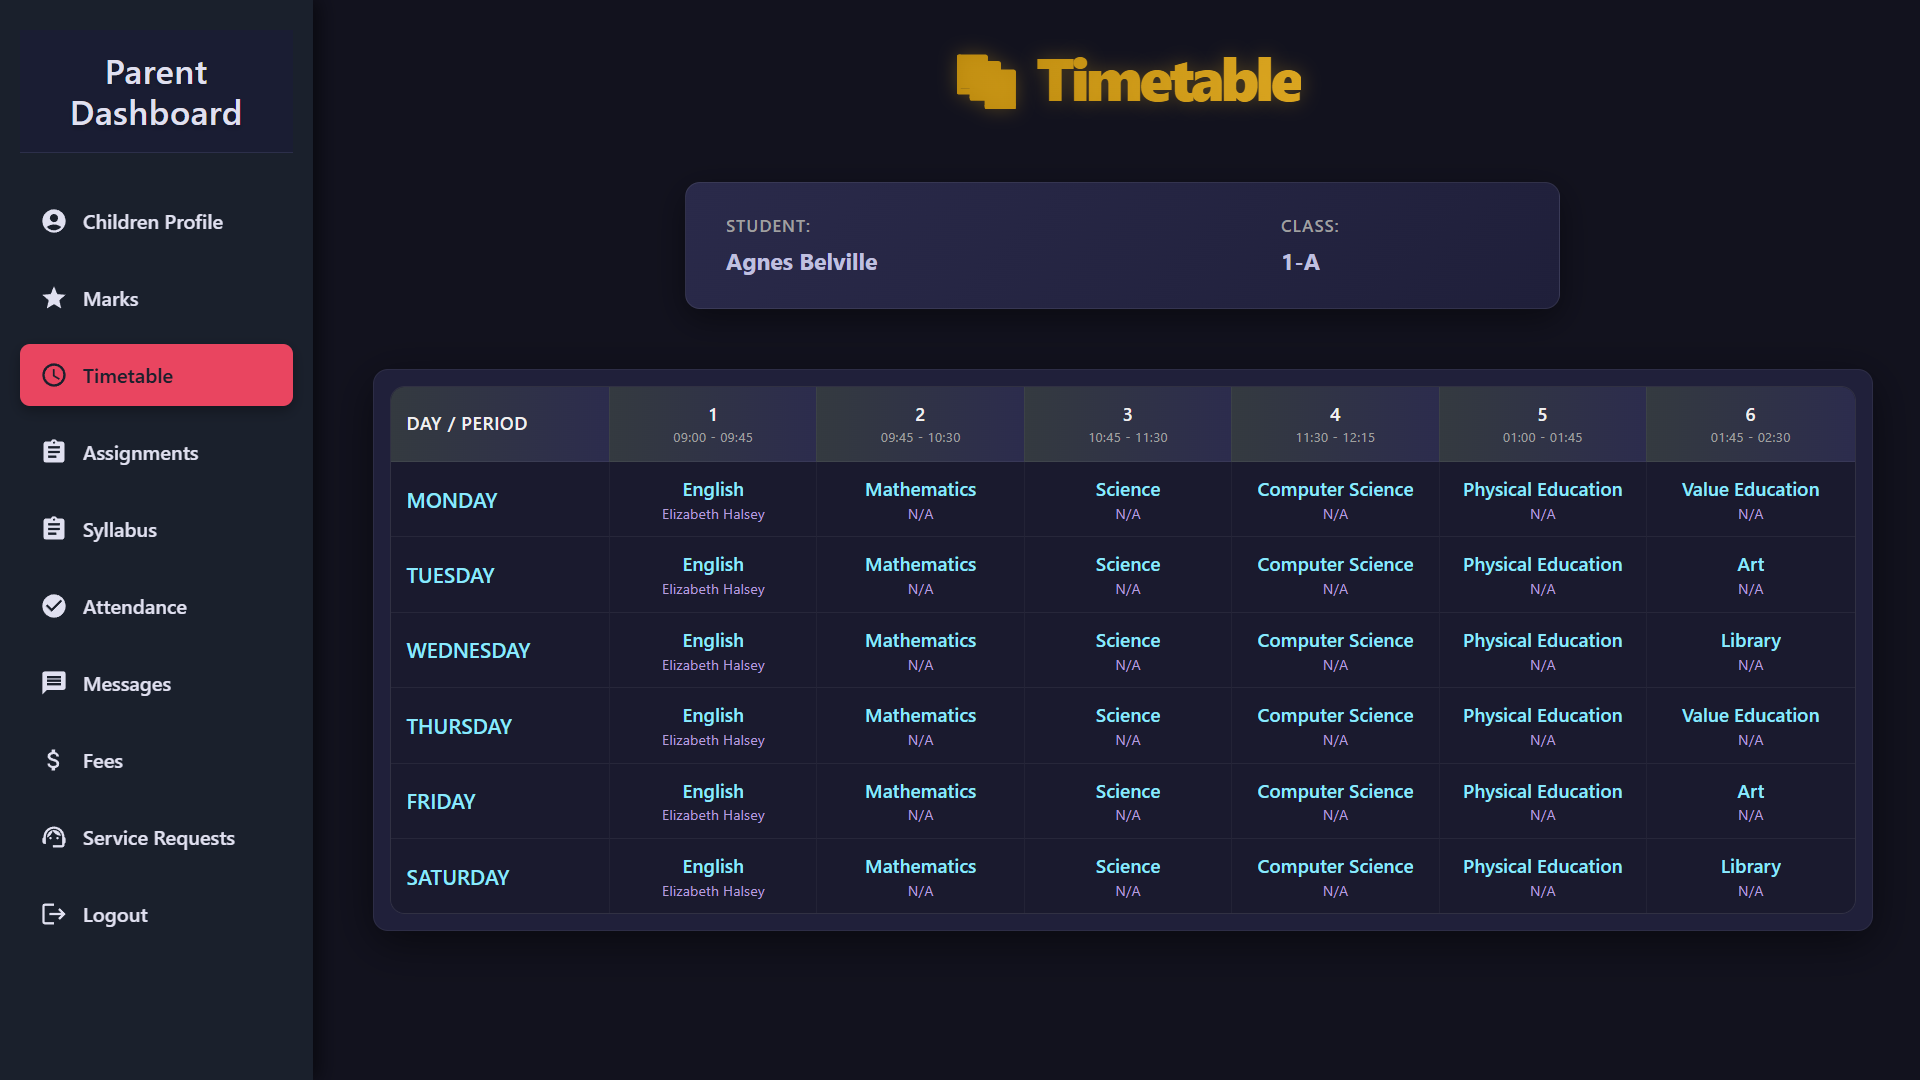 Parent
Dashboard
Children Profile
Marks
Timetable
Assignments
Syllabus
Attendance
Messages
Fees
Service Requests
Logout
Timetable
STUDENT: CLASS:
Agnes Belville 1-A
DAY / PERIOD 1 2 3 4 5 6
09:00 - 09:45 09:45 - 10:30 10:45 - 11:30 11:30 - 12:15 01:00 - 01:45 01:45 - 02:30
MONDAY English Mathematics Science Computer Science Physical Education Value Education
Elizabeth Halsey N/A N/A N/A N/A N/A
TUESDAY English Mathematics Science Computer Science Physical Education Art
Elizabeth Halsey N/A N/A N/A N/A N/A
WEDNESDAY English Mathematics Science Computer Science Physical Education Library
Elizabeth Halsey N/A N/A N/A N/A N/A
THURSDAY English Mathematics Science Computer Science Physical Education Value Education
Elizabeth Halsey N/A N/A N/A N/A N/A
FRIDAY English Mathematics Science Computer Science Physical Education Art
Elizabeth Halsey N/A N/A N/A N/A N/A
SATURDAY English Mathematics Science Computer Science Physical Education Library
Elizabeth Halsey N/A N/A N/A N/A N/A